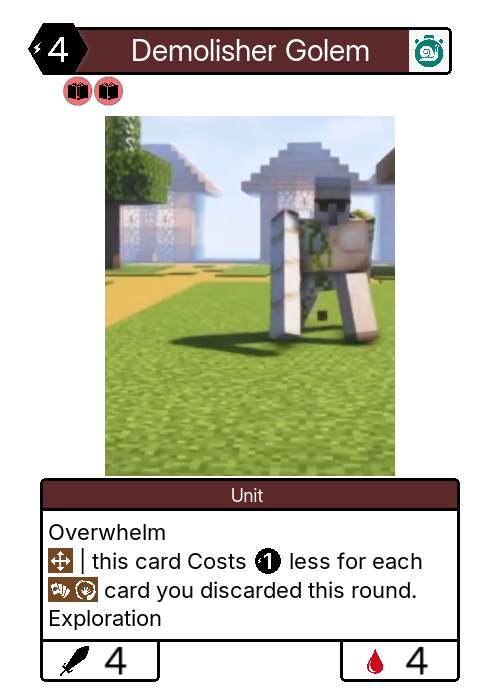 4 Demolisher Golem
Unit
Overwhelm
| this card Costs 1 less for each
card you discarded this round.
Exploration
4 4